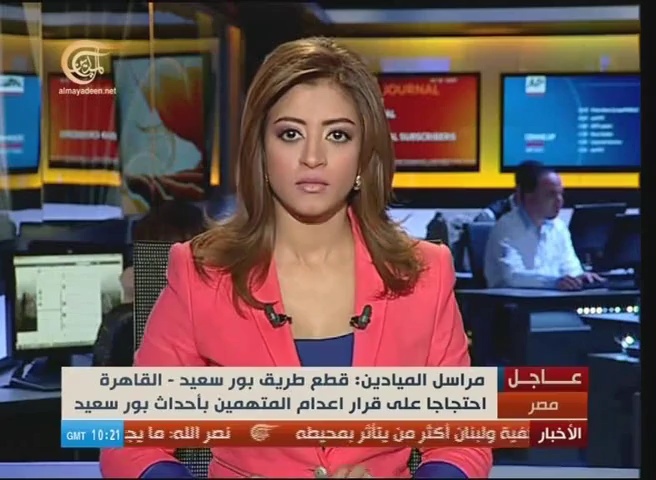 الميادين
almayadeen.net
JOURNAL
SUBSCRIBERS
AP
عاجل
مراسل الميادين: قطع طريق بور سعيد - القاهرة
مصر
احتجاجا على قرار اعدام المتهمين بأحداث بور سعيد
الأخبار
فية ولبنان أكثر من يتأثر بمحيطه
نصر الله: ما يج
GMT 10:21